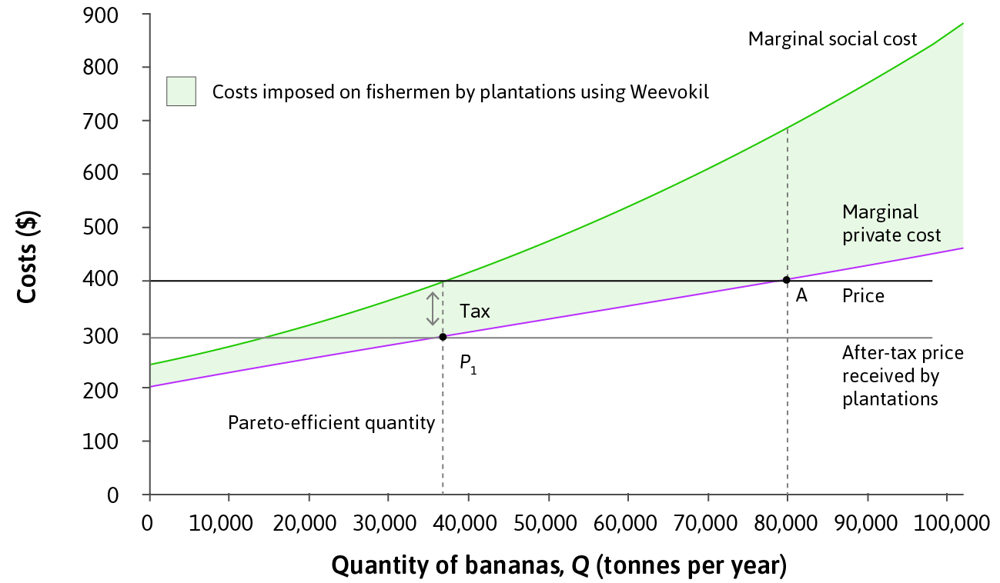 900
Marginal social cost
800
Costs imposed on fishermen by plantations using Weevokil
700
600
500
Marginal
private cost
400
A
Price
Tax
300
After-tax price
received by
plantations
P1
200
Pareto-efficient quantity
100
0
Costs ($)
0 10,000 20,000 30,000 40,000 50,000 60,000 70,000 80,000 90,000 100,000
Quantity of bananas, Q (tonnes per year)